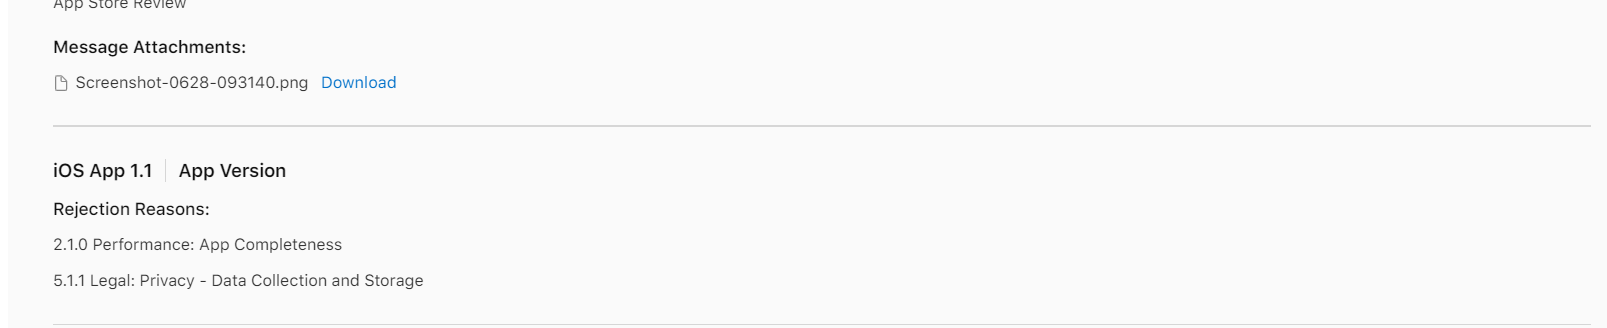 App Store Review
Message Attachments:
Screenshot-0628-093140.png Download
iOS App 1.1 App Version
Rejection Reasons:
2.1.0 Performance: App Completeness
5.1.1 Legal: Privacy - Data Collection and Storage